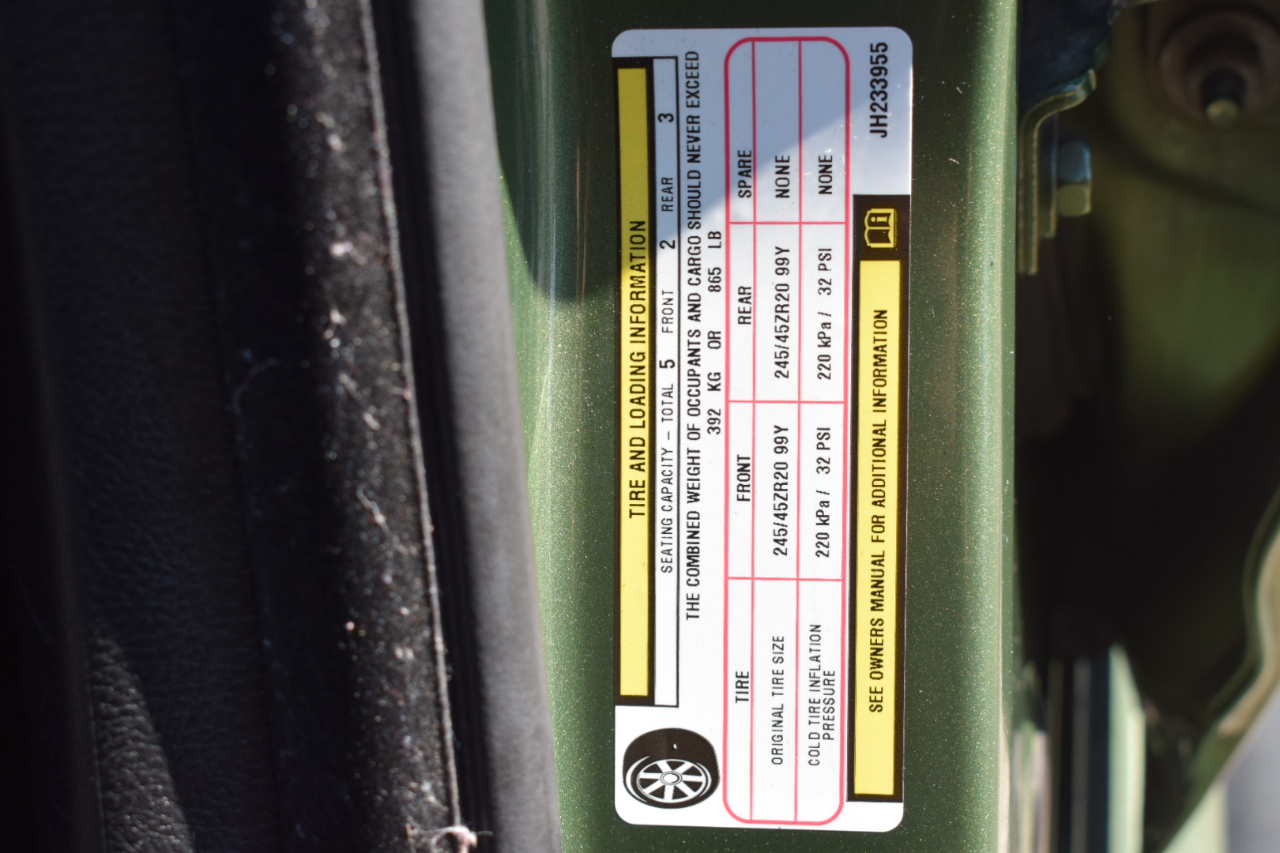 TIRE AND LOADING INFORMATION
SEATING CAPACITY – TOTAL 5 FRONT 2 REAR 3
THE COMBINED WEIGHT OF OCCUPANTS AND CARGO SHOULD NEVER EXCEED
392 KG OR 865 LB
TIRE FRONT REAR SPARE
ORIGINAL TIRE SIZE 245/45ZR20 99Y 245/45ZR20 99Y NONE
COLD TIRE INFLATION PRESSURE 220 kPa / 32 PSI 220 kPa / 32 PSI NONE
SEE OWNERS MANUAL FOR ADDITIONAL INFORMATION
JH233955